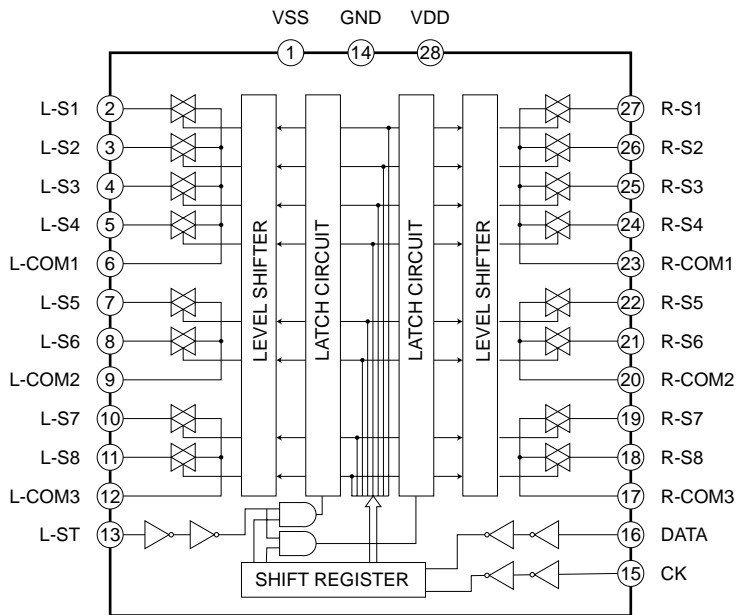 VSS GND VDD
1 14 28
L-S1 2 27 R-S1
L-S2 3 26 R-S2
L-S3 4 25 R-S3
L-S4 5 24 R-S4
L-COM1 6 23 R-COM1
L-S5 7 22 R-S5
L-S6 8 21 R-S6
L-COM2 9 20 R-COM2
L-S7 10 19 R-S7
L-S8 11 18 R-S8
L-COM3 12 17 R-COM3
L-ST 13 16 DATA
15 CK
LEVEL SHIFTER
LATCH CIRCUIT
LATCH CIRCUIT
LEVEL SHIFTER
SHIFT REGISTER